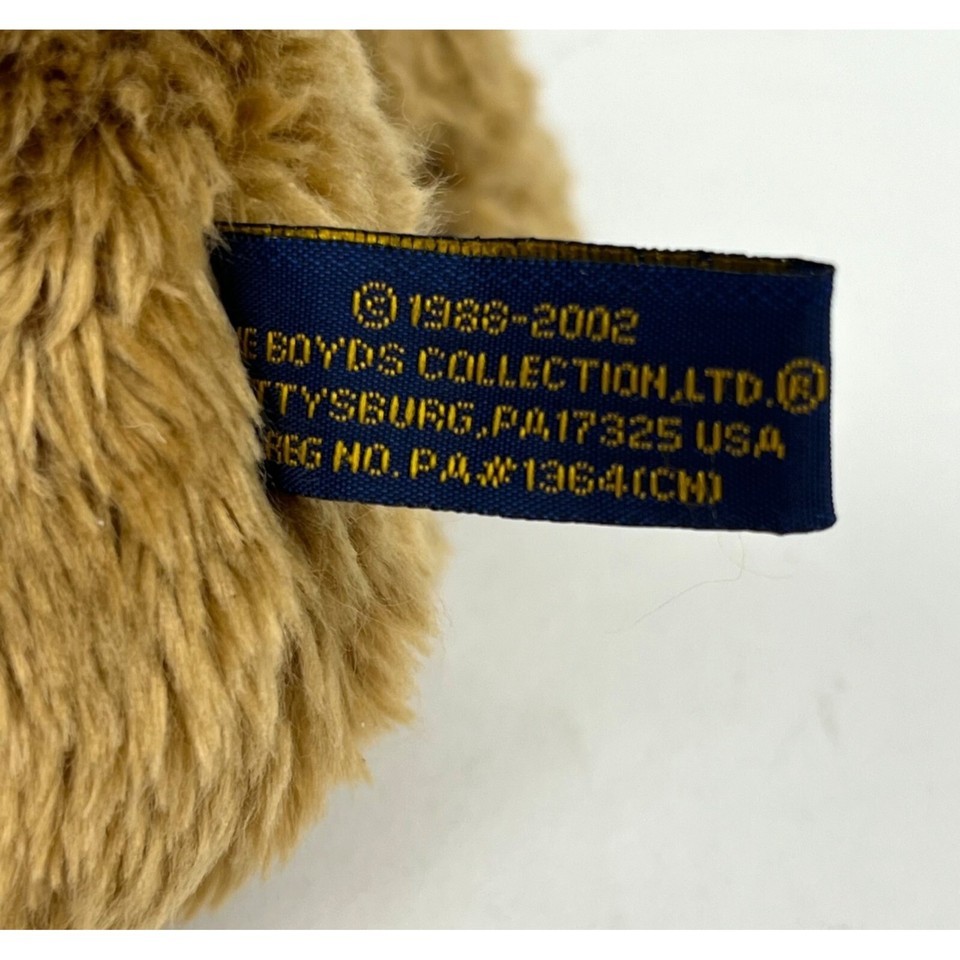 © 1988-2002
E BOYDS COLLECTION,LTD.®
TTYSBURG,PA17325 USA
REG NO. PA#1364(CN)